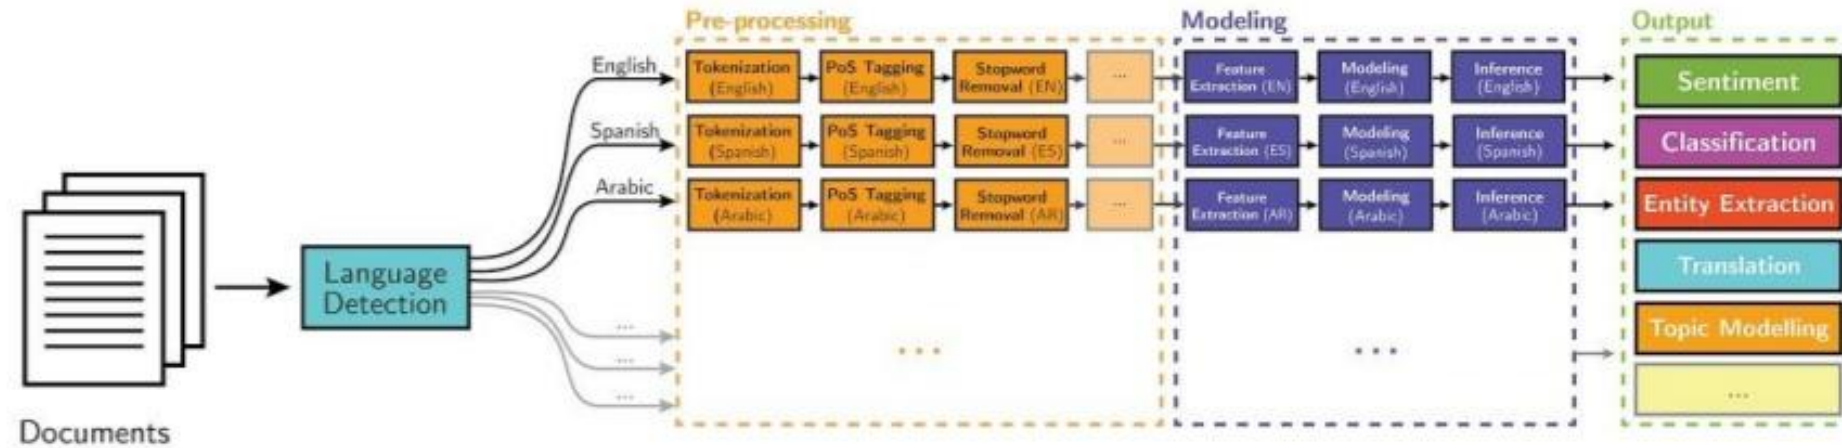 Pre-processing
Modeling
Output
English
Tokenization
(English)
PoS Tagging
(English)
Stopword
Removal (EN)
...
Feature
Extraction (EN)
Modeling
(English)
Inference
(English)
Sentiment
Spanish
Tokenization
(Spanish)
PoS Tagging
(Spanish)
Stopword
Removal (ES)
...
Feature
Extraction (ES)
Modeling
(Spanish)
Inference
(Spanish)
Classification
Arabic
Tokenization
(Arabic)
PoS Tagging
(Arabic)
Stopword
Removal (AR)
...
Feature
Extraction (AR)
Modeling
(Arabic)
Inference
(Arabic)
Entity Extraction
Language
Detection
Translation
...
...
...
...
...
Topic Modelling
...
Documents